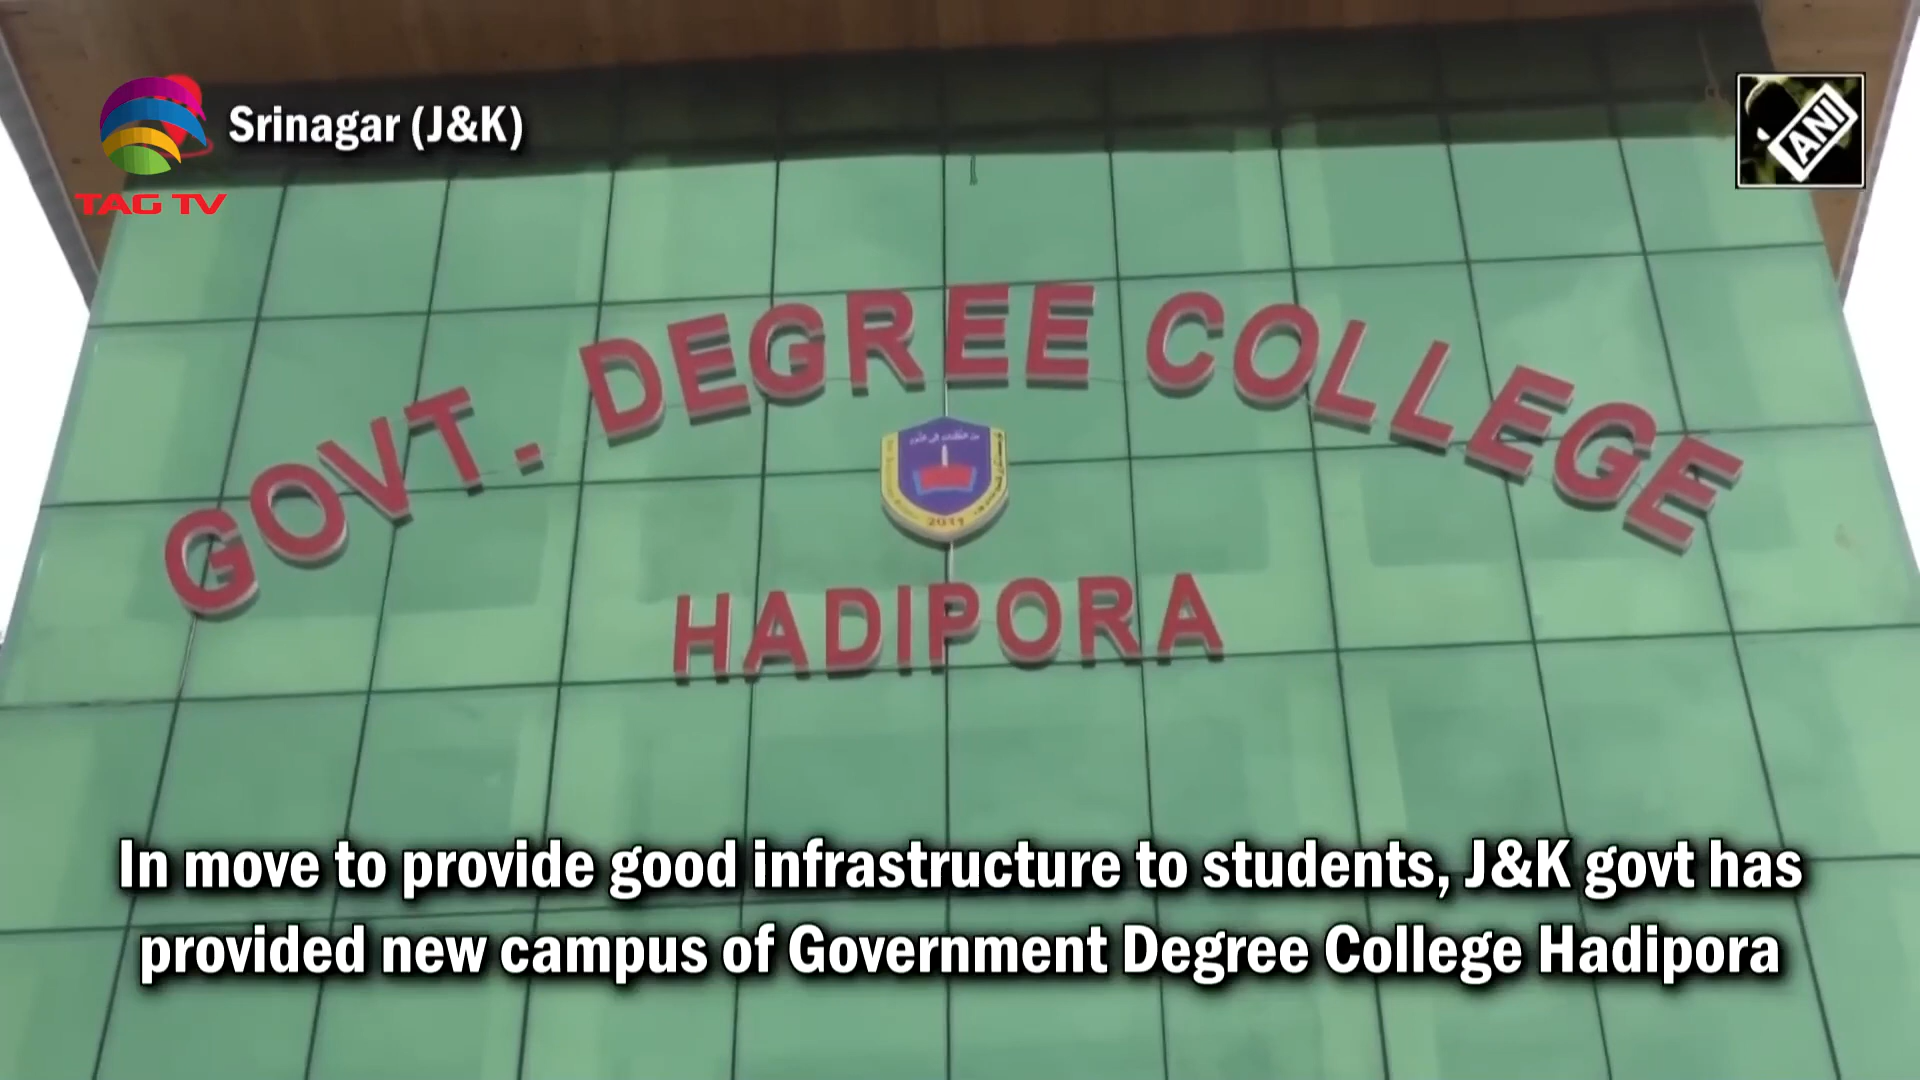 TAG TV
Srinagar (J&K)
ANI
GOVT. DEGREE COLLEGE
2011
HADIPORA
In move to provide good infrastructure to students, J&K govt has
provided new campus of Government Degree College Hadipora